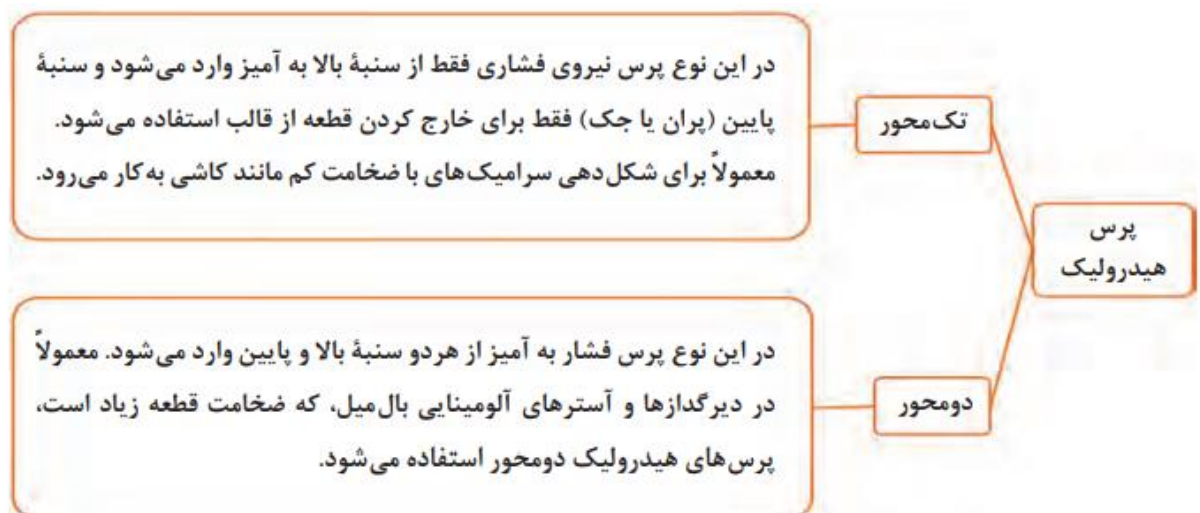 پرس
هیدرولیک
تک‌محور
در این نوع پرس نیروی فشاری فقط از سنبۀ بالا به آمیز وارد می‌شود و سنبۀ
پایین (پران یا جک) فقط برای خارج کردن قطعه از قالب استفاده می‌شود.
معمولاً برای شکل‌دهی سرامیک‌های با ضخامت کم مانند کاشی به‌کار می‌رود.
دومحور
در این نوع پرس فشار به آمیز از هردو سنبۀ بالا و پایین وارد می‌شود. معمولاً
در دیرگدازها و آسترهای آلومینایی بال‌میل، که ضخامت قطعه زیاد است،
پرس‌های هیدرولیک دومحور استفاده می‌شود.